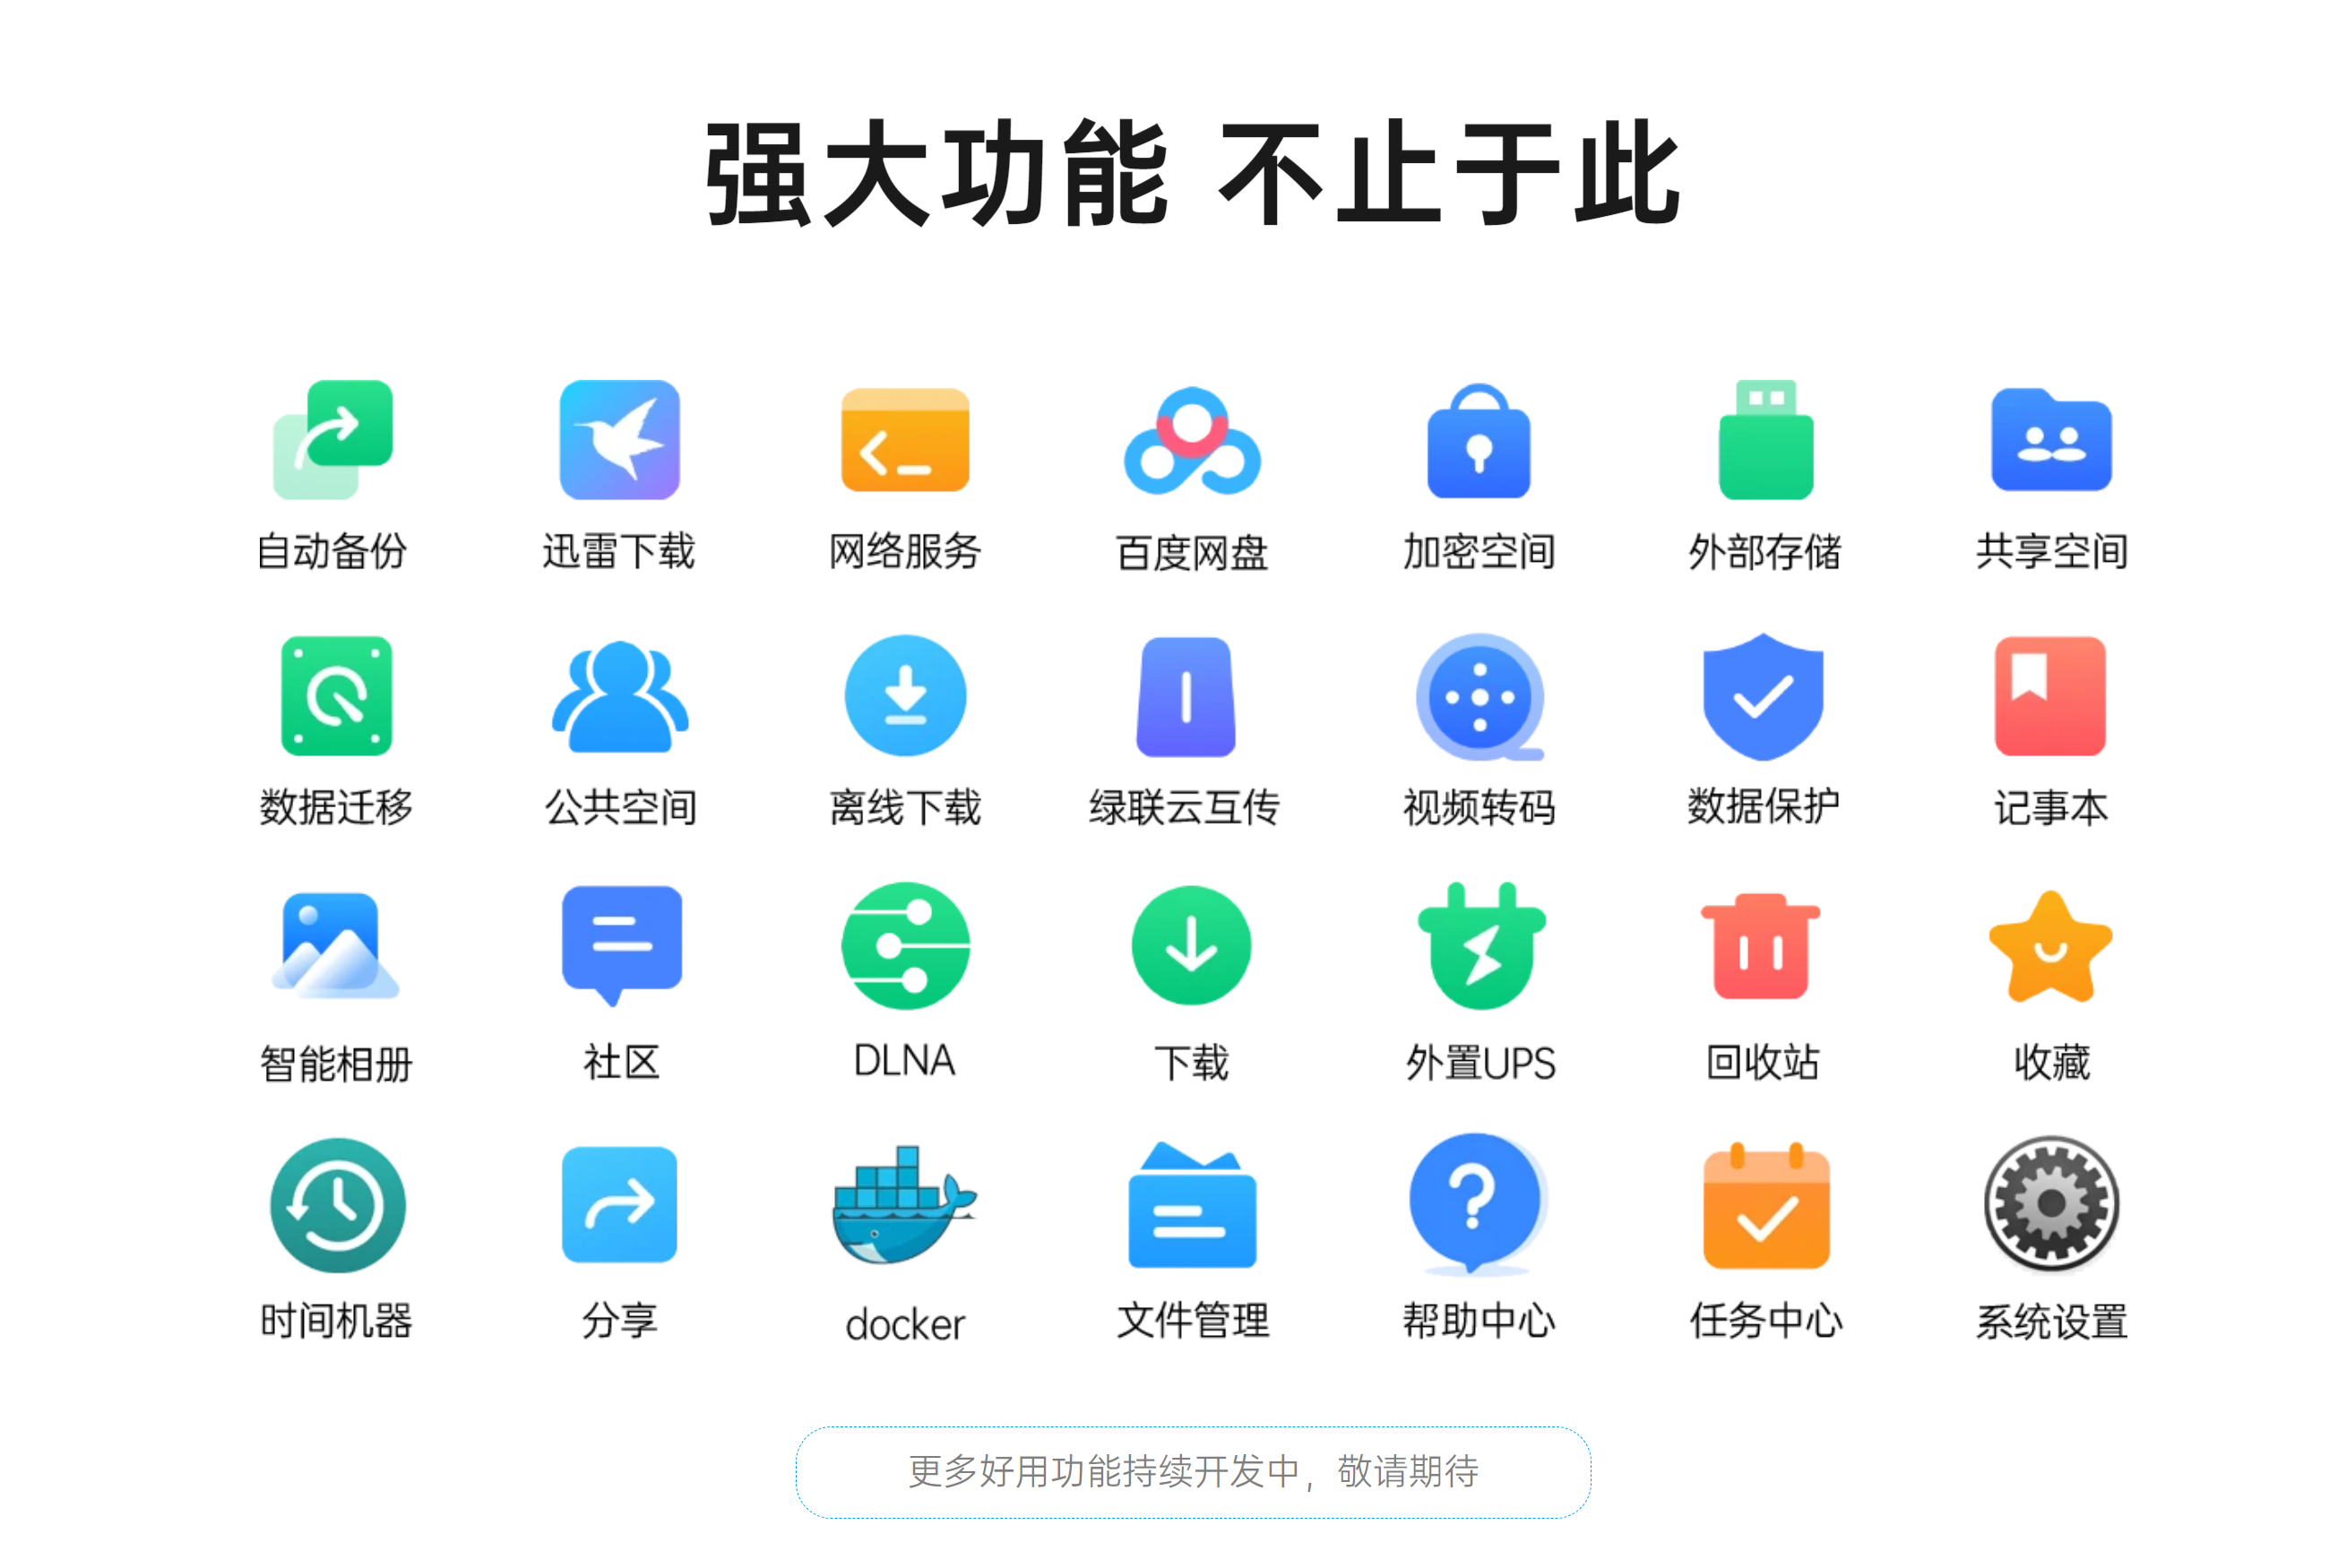 强大功能 不止于此
自动备份 迅雷下载 网络服务 百度网盘 加密空间 外部存储 共享空间
数据迁移 公共空间 离线下载 绿联云互传 视频转码 数据保护 记事本
智能相册 社区 DLNA 下载 外置UPS 回收站 收藏
时间机器 分享 docker 文件管理 帮助中心 任务中心 系统设置
更多好用功能持续开发中，敬请期待